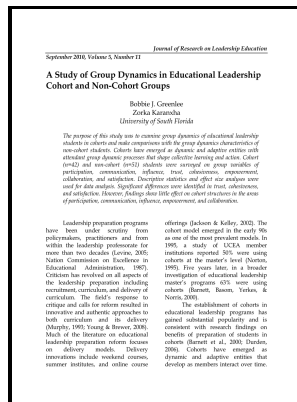 Journal of Research on Leadership Education
September 2010, Volume 5, Number 11
A Study of Group Dynamics in Educational Leadership
Cohort and Non-Cohort Groups
Bobbie J. Greenlee
Zorka Karanxha
University of South Florida
The purpose of this study was to examine group dynamics of educational leadership
students in cohorts and make comparisons with the group dynamics characteristics of
non-cohort students. Cohorts have emerged as dynamic and adaptive entities with
attendant group dynamic processes that shape collective learning and action. Cohort
(n=42) and non-cohort (n=51) students were surveyed on group variables of
participation, communication, influence, trust, cohesiveness, empowerment,
collaboration, and satisfaction. Descriptive statistics and effect size analyses were
used for data analysis. Significant differences were identified in trust, cohesiveness,
and satisfaction. However, findings show little effect on cohort structures in the areas
of participation, communication, influence, empowerment, and collaboration.
Leadership preparation programs
have been under scrutiny from
policymakers, practitioners and from
within the leadership professorate for
more than two decades (Levine, 2005;
Nation Commission on Excellence in
Educational Administration, 1987).
Criticism has revolved on all aspects of
the leadership preparation including
recruitment, curriculum, and delivery of
curriculum. The field's response to
critique and calls for reform resulted in
innovative and authentic approaches to
both curriculum and its delivery
(Murphy, 1993; Young & Brewer, 2008).
Much of the literature on educational
leadership preparation reform focuses
on delivery models. Delivery
innovations include weekend courses,
summer institutes, and online course
offerings (Jackson & Kelley, 2002). The
cohort model emerged in the early 90s
as one of the most prevalent models. In
1995, a study of UCEA member
institutions reported 50% were using
cohorts at the master's level (Norton,
1995). Five years later, in a broader
investigation of educational leadership
master's programs 63% were using
cohorts (Barnett, Basom, Yerkes, &
Norris, 2000).
The establishment of cohorts in
educational leadership programs has
gained substantial popularity and is
consistent with research findings on
benefits of preparation of students in
cohorts (Barnett et al., 2000; Durden,
2006). Cohorts have emerged as
dynamic and adaptive entities that
develop as members interact over time.